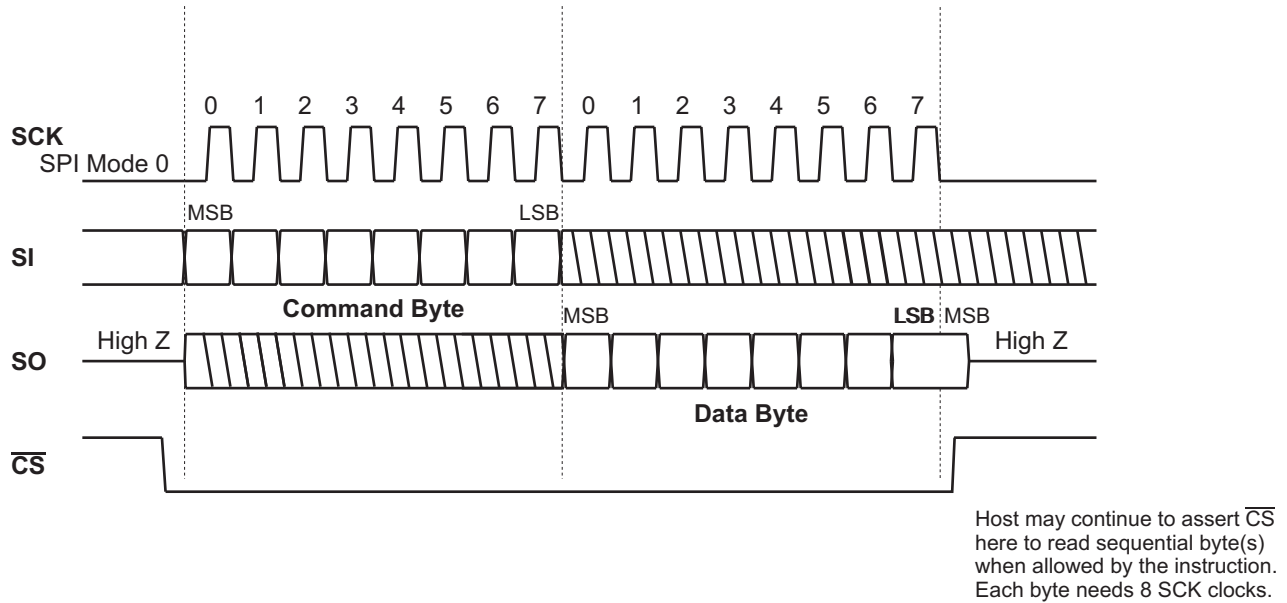 0 1 2 3 4 5 6 7 0 1 2 3 4 5 6 7
SCK
SPI Mode 0
MSB LSB
SI
Command Byte
MSB LSB MSB
High Z High Z
SO
Data Byte
C̅S̅
Host may continue to assert C̅S̅
here to read sequential byte(s)
when allowed by the instruction.
Each byte needs 8 SCK clocks.